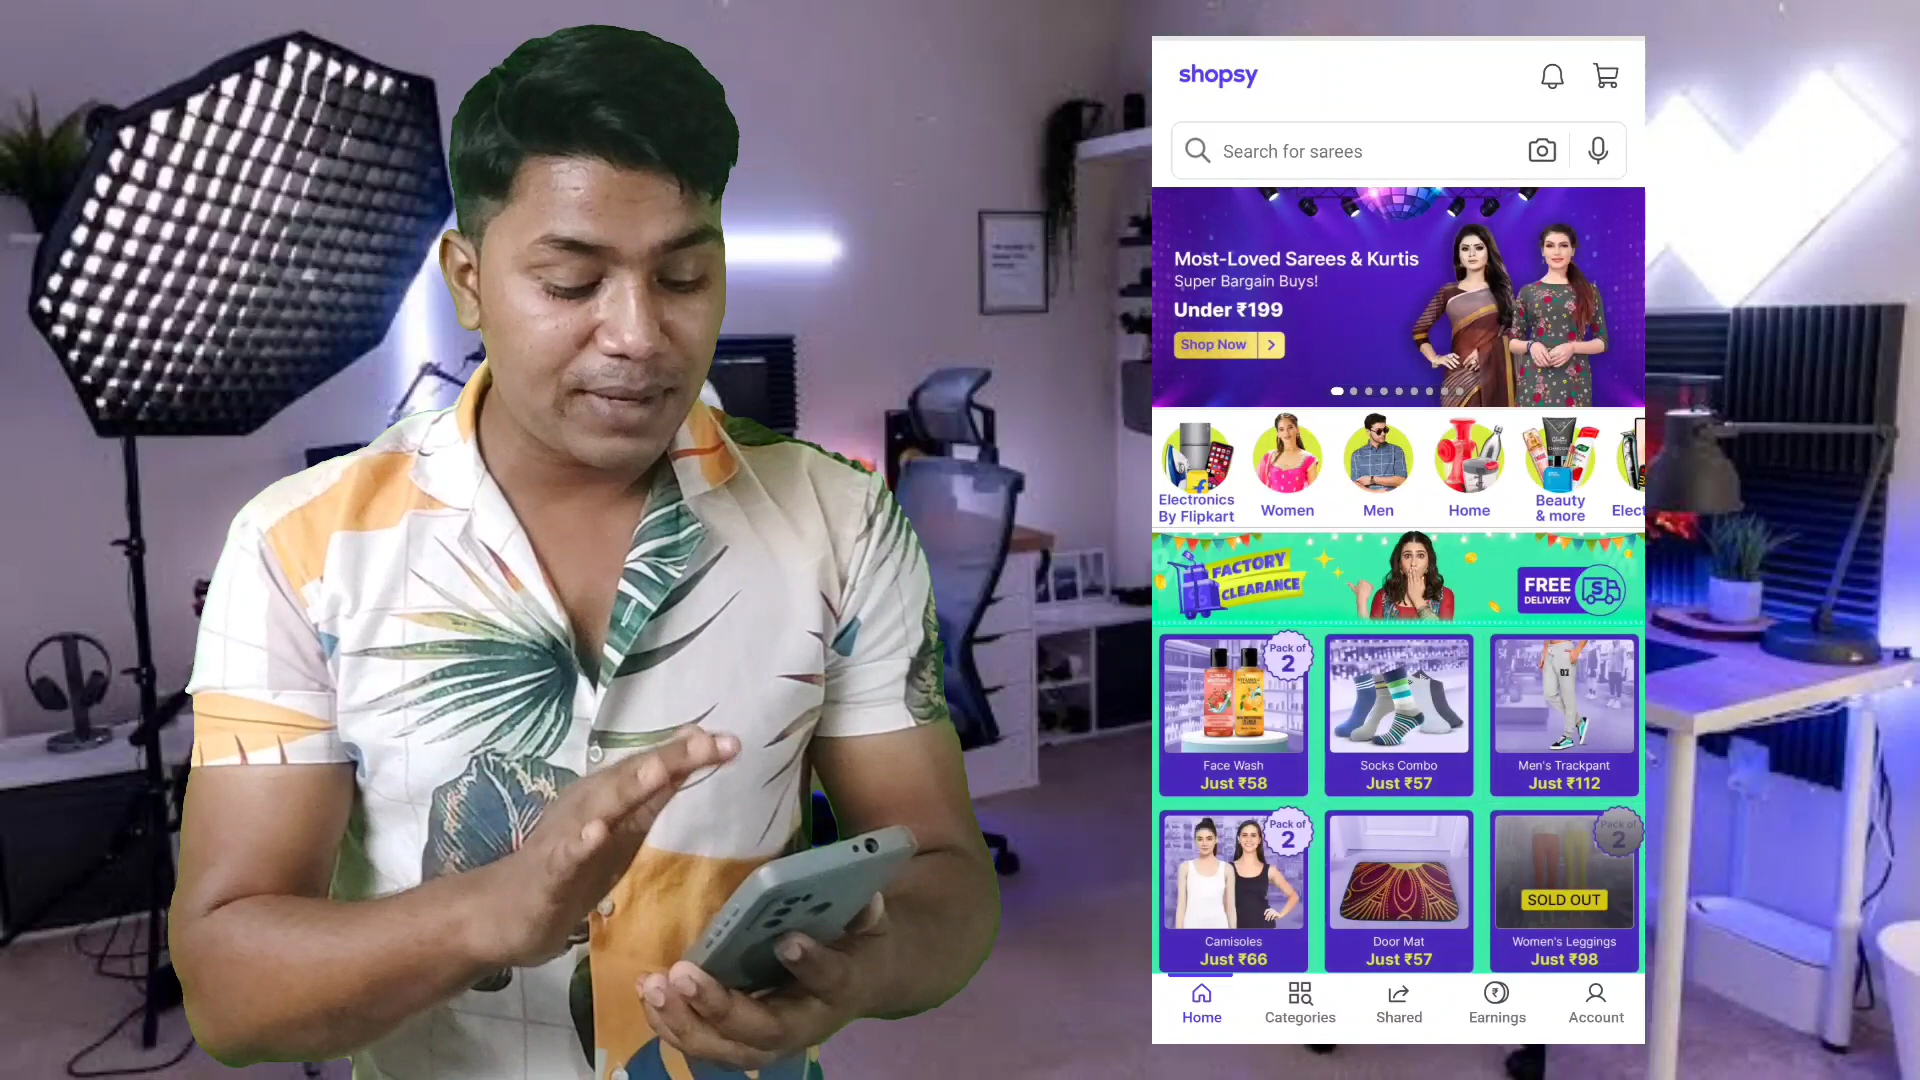 shopsy
Search for sarees
Most-Loved Sarees & Kurtis
Super Bargain Buys!
Under ₹199
Shop Now
Electronics
By Flipkart
Women
Men
Home
Beauty
& more
Elect
FACTORY
CLEARANCE
FREE
DELIVERY
Pack of
2
Face Wash
Just ₹58
Socks Combo
Just ₹57
07
Men's Trackpant
Just ₹112
Pack of
2
Camisoles
Just ₹66
Door Mat
Just ₹57
Pack of
2
SOLD OUT
Women's Leggings
Just ₹98
Home
Categories
Shared
Earnings
Account